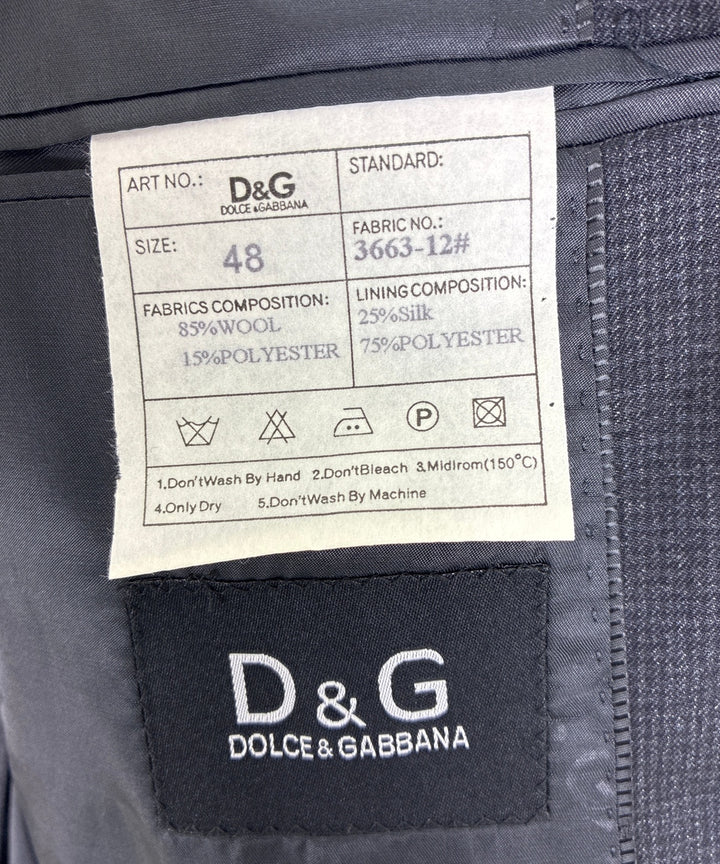 ART NO.: D&G
DOLCE & GABBANA
STANDARD:
SIZE: 48
FABRIC NO.:
3663-12#
FABRICS COMPOSITION:
85%WOOL
15%POLYESTER
LINING COMPOSITION:
25%Silk
75%POLYESTER
P
1.Don'tWash By Hand 2.Don'tBleach 3.Midlrom(150°C)
4.Only Dry 5.Don'tWash By Machine
D&G
DOLCE & GABBANA